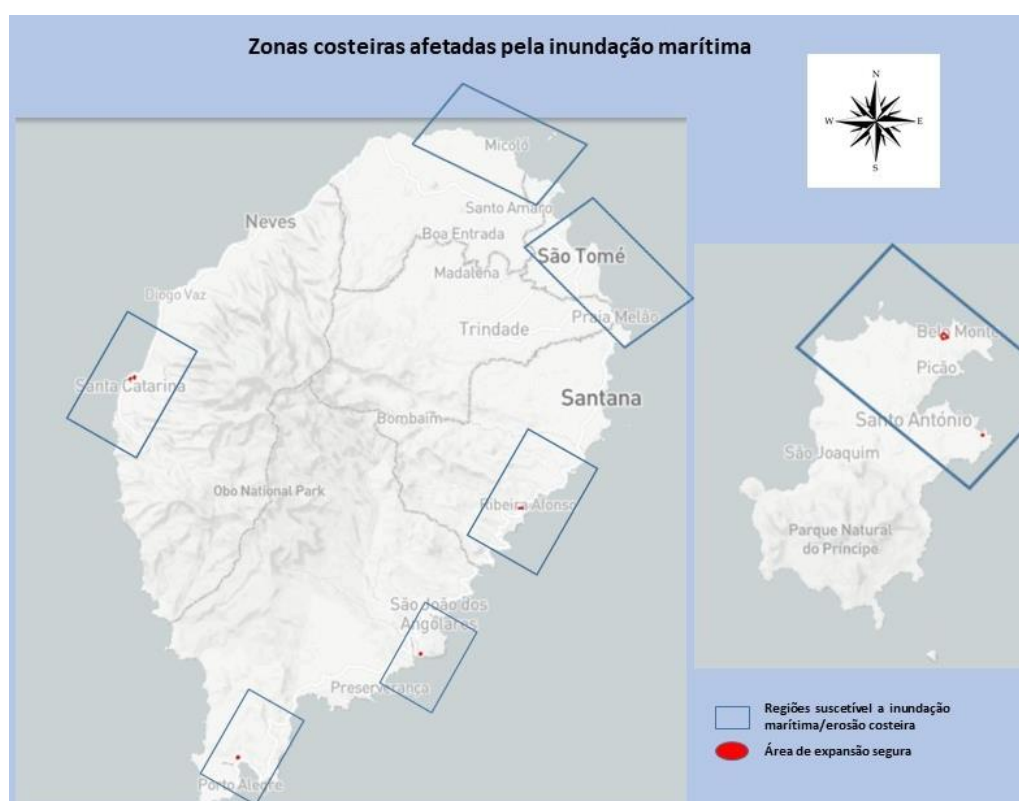 Zonas costeiras afetadas pela inundação marítima
N
W
E
S
Micoló
Santo Amaro
Neves
Boa Entrada
São Tomé
Madalena
Diogo Vaz
Trindade
Praia Melão
Santa Catarina
Santana
Bombaim
Obo National Park
Ribeira Afonso
São João dos
Angolares
Preserverança
Porto Alegre
Belo Monte
Picão
Santo António
São Joaquim
Parque Natural
do Príncipe
Regiões suscetível a inundação
marítima/erosão costeira
Área de expansão segura